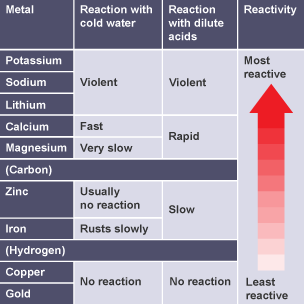 Metal
Reaction with
cold water
Reaction
with dilute
acids
Reactivity
Potassium
Sodium
Lithium
Violent
Violent
Most
reactive
Calcium
Fast
Rapid
Magnesium
Very slow
(Carbon)
Zinc
Usually
no reaction
Slow
Iron
Rusts slowly
(Hydrogen)
Copper
Gold
No reaction
No reaction
Least
reactive